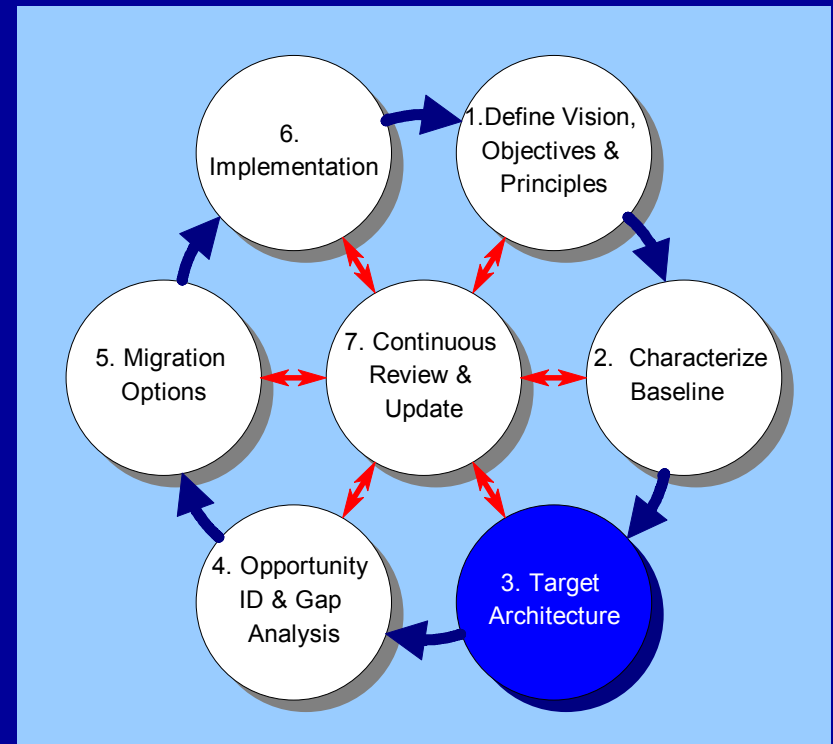 1.Define Vision,
Objectives &
Principles
2. Characterize
Baseline
3. Target
Architecture
4. Opportunity
ID & Gap
Analysis
5. Migration
Options
6.
Implementation
7. Continuous
Review &
Update